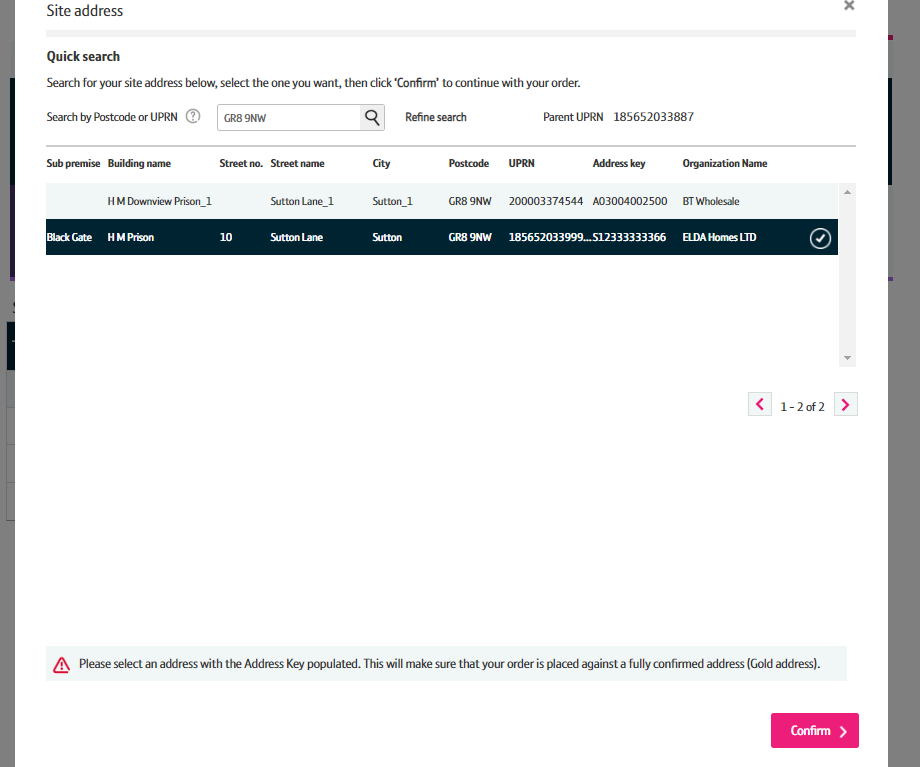 Site address
Quick search
Search for your site address below, select the one you want, then click 'Confirm' to continue with your order.
Search by Postcode or UPRN ? GR8 9NW Refine search Parent UPRN 185652033887
Sub premise Building name Street no. Street name City Postcode UPRN Address key Organization Name
H M Downview Prison_1 Sutton Lane_1 Sutton_1 GR8 9NW 200003374544 A03004002500 BT Wholesale
Black Gate H M Prison 10 Sutton Lane Sutton GR8 9NW 185652033999... S12333333366 ELDA Homes LTD
1 - 2 of 2
Please select an address with the Address Key populated. This will make sure that your order is placed against a fully confirmed address (Gold address).
Confirm